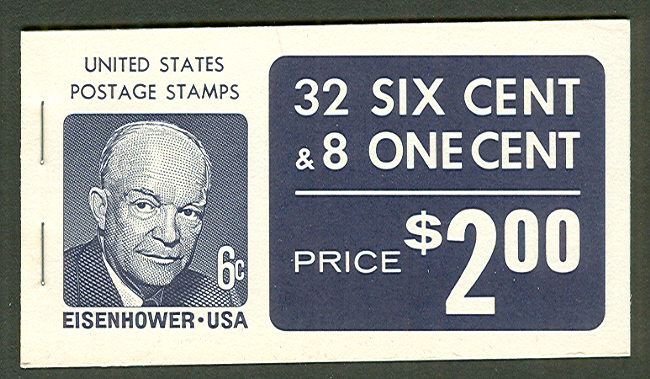 UNITED STATES
POSTAGE STAMPS
6c
EISENHOWER · USA
32 SIX CENT
& 8 ONE CENT
PRICE $2.00